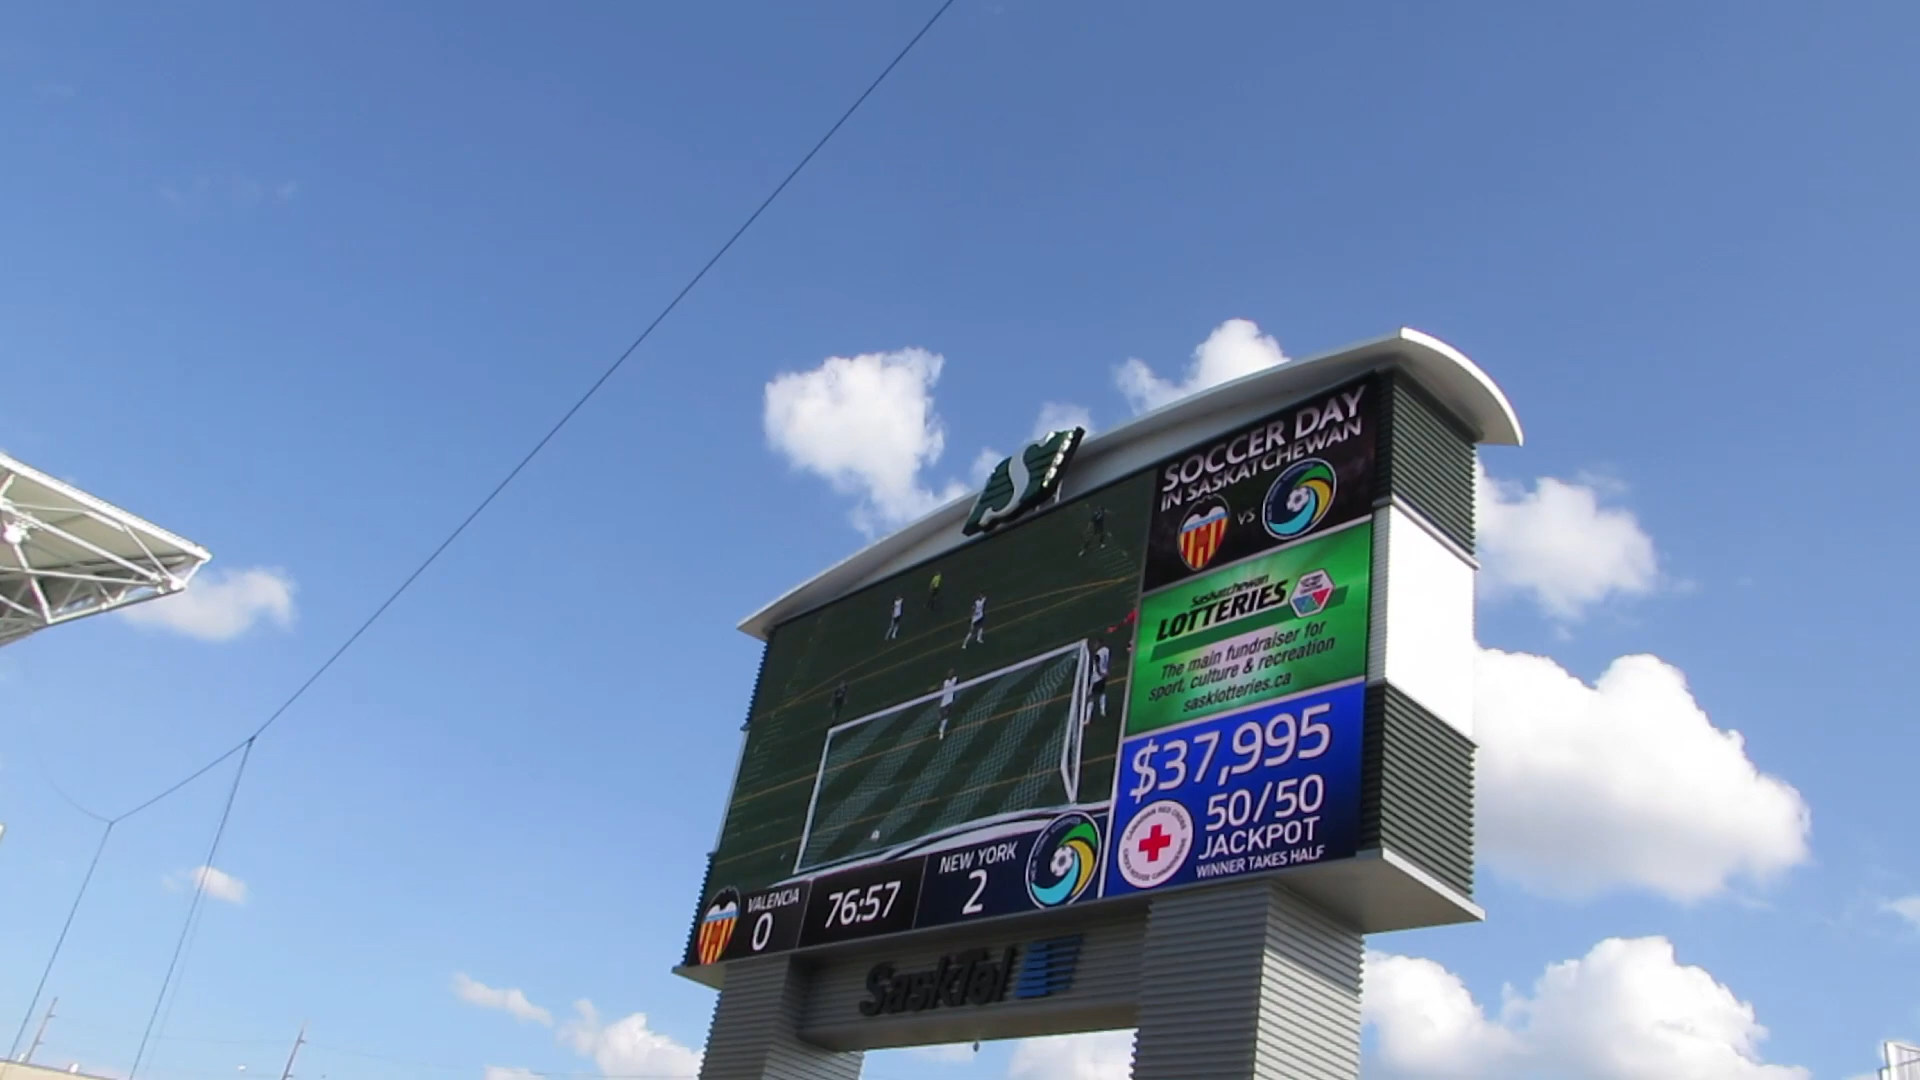 SOCCER DAY
IN SASKATCHEWAN
VS
Saskatchewan
LOTTERIES
The main fundraiser for
sport, culture & recreation
sasklotteries.ca
$37,995
50/50
JACKPOT
WINNER TAKES HALF
VALENCIA
0
76:57
NEW YORK
2
SaskTel
S